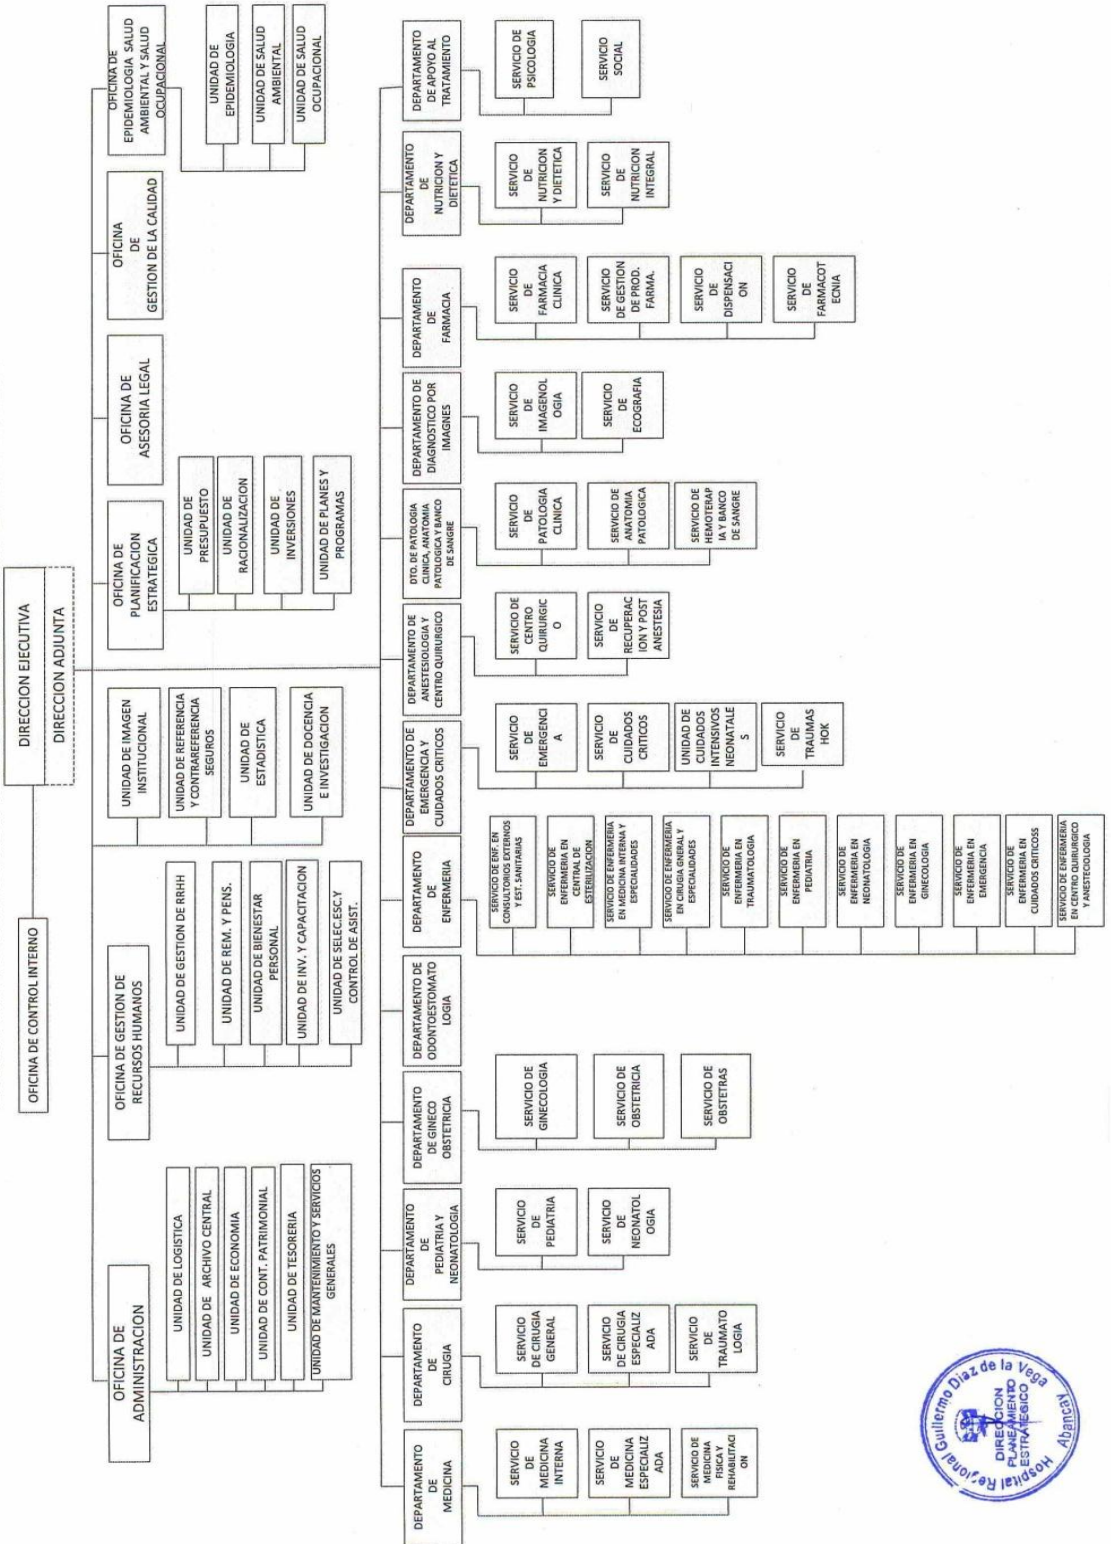 DIRECCION EJECUTIVA
DIRECCION ADJUNTA
OFICINA DE CONTROL INTERNO
OFICINA DE
ADMINISTRACION
UNIDAD DE LOGISTICA
UNIDAD DE ARCHIVO CENTRAL
UNIDAD DE ECONOMIA
UNIDAD DE CONT. PATRIMONIAL
UNIDAD DE TESORERIA
UNIDAD DE MANTENIMIENTO Y SERVICIOS
GENERALES
OFICINA DE GESTION DE
RECURSOS HUMANOS
UNIDAD DE GESTION DE RRHH
UNIDAD DE REM. Y PENS.
UNIDAD DE BIENESTAR
PERSONAL
UNIDAD DE INV. Y CAPACITACION
UNIDAD DE SELEC.ESC.Y
CONTROL DE ASIST.
UNIDAD DE IMAGEN
INSTITUCIONAL
UNIDAD DE REFERENCIA
Y CONTRAREFERENCIA
SEGUROS
UNIDAD DE
ESTADISTICA
UNIDAD DE DOCENCIA
E INVESTIGACION
OFICINA DE
PLANIFICACION
ESTRATEGICA
UNIDAD DE
PRESUPUESTO
UNIDAD DE
RACIONALIZACION
UNIDAD DE
INVERSIONES
UNIDAD DE PLANES Y
PROGRAMAS
OFICINA DE
ASESORIA LEGAL
OFICINA
DE
GESTION DE LA CALIDAD
OFICINA DE
EPIDEMIOLOGIA SALUD
AMBIENTAL Y SALUD
OCUPACIONAL
UNIDAD DE
EPIDEMIOLOGIA
UNIDAD DE SALUD
AMBIENTAL
UNIDAD DE SALUD
OCUPACIONAL
DEPARTAMENTO
DE
MEDICINA
SERVICIO
DE
MEDICINA
INTERNA
SERVICIO
DE
MEDICINA
ESPECIALIZ
ADA
SERVICIO DE
MEDICINA
FISICA Y
REHABILITACI
ON
DEPARTAMENTO
DE
CIRUGIA
SERVICIO
DE CIRUGIA
GENERAL
SERVICIO
DE CIRUGIA
ESPECIALIZ
ADA
SERVICIO
DE
TRAUMATO
LOGIA
DEPARTAMENTO
DE
PEDIATRIA Y
NEONATOLOGIA
SERVICIO
DE
PEDIATRIA
SERVICIO
DE
NEONATOL
OGIA
DEPARTAMENTO
DE GINECO
OBSTETRICIA
SERVICIO DE
GINECOLOGIA
SERVICIO DE
OBSTETRICIA
SERVICIO DE
OBSTETRAS
DEPARTAMENTO DE
ODONTOESTOMATO
LOGIA
DEPARTAMENTO
DE
ENFERMERIA
SERVICIO DE ENF. EN
CONSULTORIOS EXTERNOS
Y EST. SANITARIAS
SERVICIO DE
ENFERMERIA EN
CENTRAL DE
ESTERILIZACION
SERVICIO DE ENFERMERIA
EN MEDICINA INTERNA Y
ESPECIALIDADES
SERVICIO DE ENFERMERIA
EN CIRUGIA GNERAL Y
ESPECIALIDADES
SERVICIO DE
ENFERMERIA EN
TRAUMATOLOGIA
SERVICIO DE
ENFERMERIA EN
PEDIATRIA
SERVICIO DE
ENFERMERIA EN
NEONATOLOGIA
SERVICIO DE
ENFERMERIA EN
GINECOLOGIA
SERVICIO DE
ENFERMERIA EN
EMERGENCIA
SERVICIO DE
ENFERMERIA EN
CUIDADOS CRITICOSS
SERVICIO DE ENFERMERIA
EN CENTRO QUIRURGICO
Y ANESTECIOLOGIA
DEPARTAMENTO DE
EMERGENCIA Y
CUIDADOS CRITICOS
SERVICIO
DE
EMERGENCI
A
SERVICIO
DE
CUIDADOS
CRITICOS
UNIDAD DE
CUIDADOS
INTENSIVOS
NEONATALE
S
SERVICIO
DE
TRAUMAS
HOK
DEPARTAMENTO DE
ANESTESIOLOGIA Y
CENTRO QUIRURGICO
SERVICIO DE
CENTRO
QUIRURGIC
O
SERVICIO
DE
RECUPERAC
ION Y POST
ANESTESIA
DTO. DE PATOLOGIA
CLINICA, ANATOMIA
PATOLOGICA Y BANCO
DE SANGRE
SERVICIO
DE
PATOLOGIA
CLINICA
SERVICIO DE
ANATOMIA
PATOLOGICA
SERVICIO DE
HEMOTERAP
IA Y BANCO
DE SANGRE
DEPARTAMENTO DE
DIAGNOSTICO POR
IMAGNES
SERVICIO
DE
IMAGENOL
OGIA
SERVICIO
DE
ECOGRAFIA
DEPARTAMENTO
DE
FARMACIA
SERVICIO
DE
FARMACIA
CLINICA
SERVICIO
DE GESTION
DE PROD.
FARMA.
SERVICIO
DE
DISPENSACI
ON
SERVICIO
DE
FARMACOT
ECNIA
DEPARTAMENTO
DE
NUTRICION Y
DIETETICA
SERVICIO
DE
NUTRICION
Y DIETETICA
SERVICIO
DE
NUTRICION
INTEGRAL
DEPARTAMENTO
DE APOYO AL
TRATAMIENTO
SERVICIO DE
PSICOLOGIA
SERVICIO
SOCIAL
Hospital Regional Guillermo Diaz de la Vega
DIRECCION
PLANEAMIENTO
ESTRATEGICO
Abancay